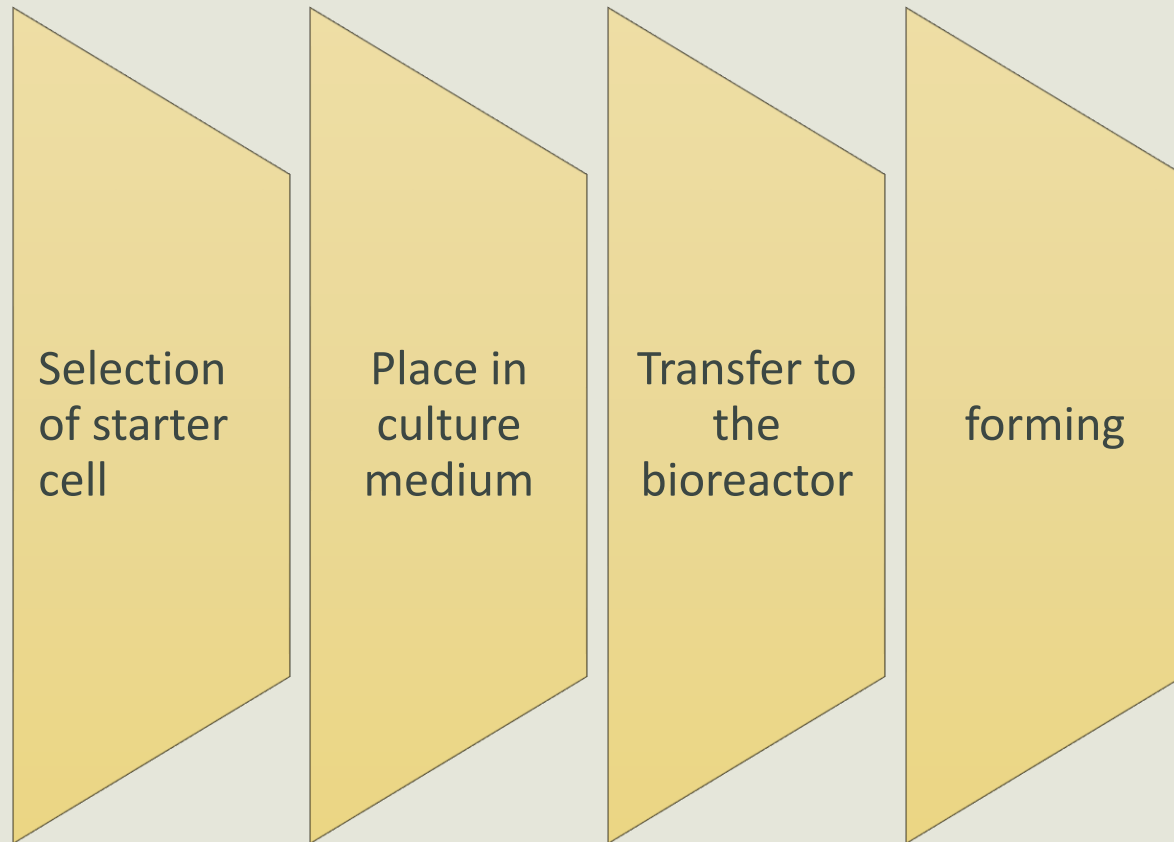 Selection
of starter
cell
Place in
culture
medium
Transfer to
the
bioreactor
forming